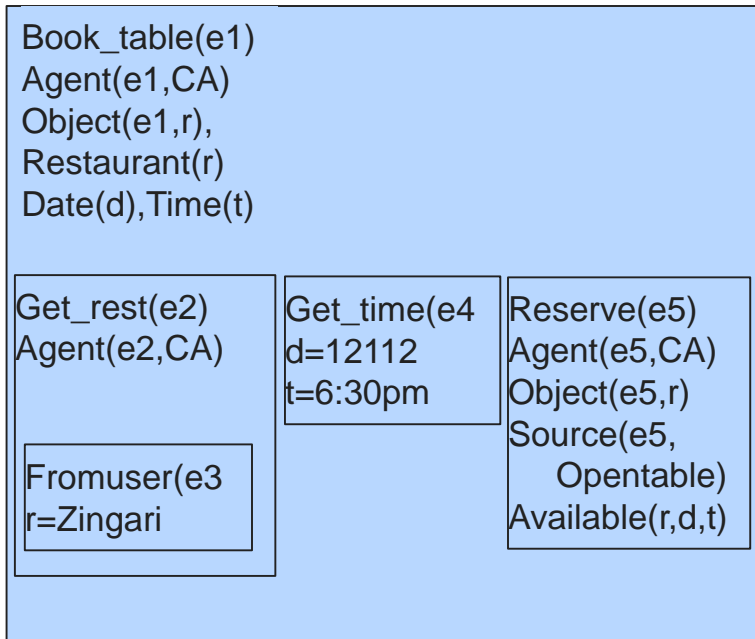 Book_table(e1)
Agent(e1,CA)
Object(e1,r),
Restaurant(r)
Date(d),Time(t)
Get_rest(e2)
Agent(e2,CA)
Fromuser(e3
r=Zingari
Get_time(e4
d=12112
t=6:30pm
Reserve(e5)
Agent(e5,CA)
Object(e5,r)
Source(e5,
Opentable)
Available(r,d,t)